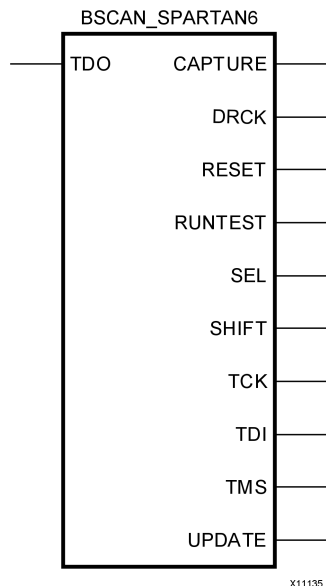 BSCAN_SPARTAN6
TDO CAPTURE
DRCK
RESET
RUNTEST
SEL
SHIFT
TCK
TDI
TMS
UPDATE
X11135